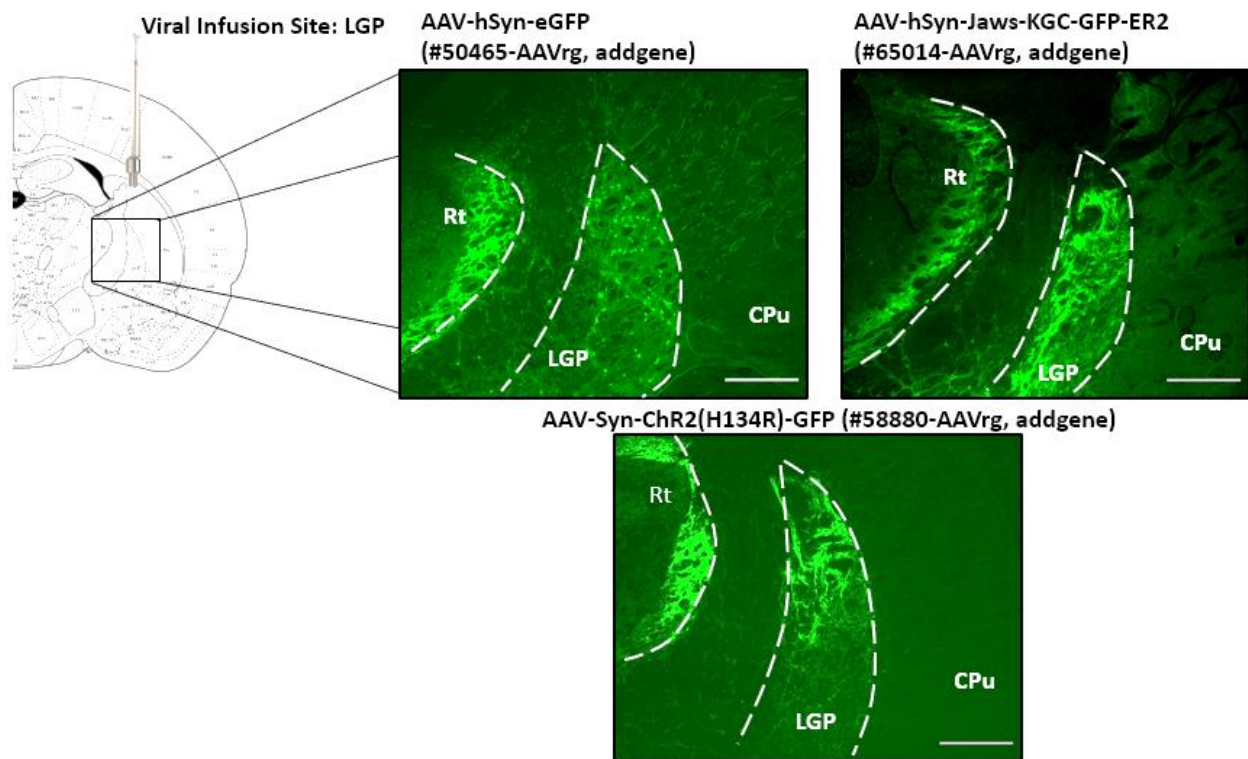 Viral Infusion Site: LGP
AAV-hSyn-eGFP
(#50465-AAVrg, addgene)
AAV-hSyn-Jaws-KGC-GFP-ER2
(#65014-AAVrg, addgene)
Rt
LGP
CPu
Rt
LGP
CPu
AAV-Syn-ChR2(H134R)-GFP (#58880-AAVrg, addgene)
Rt
LGP
CPu